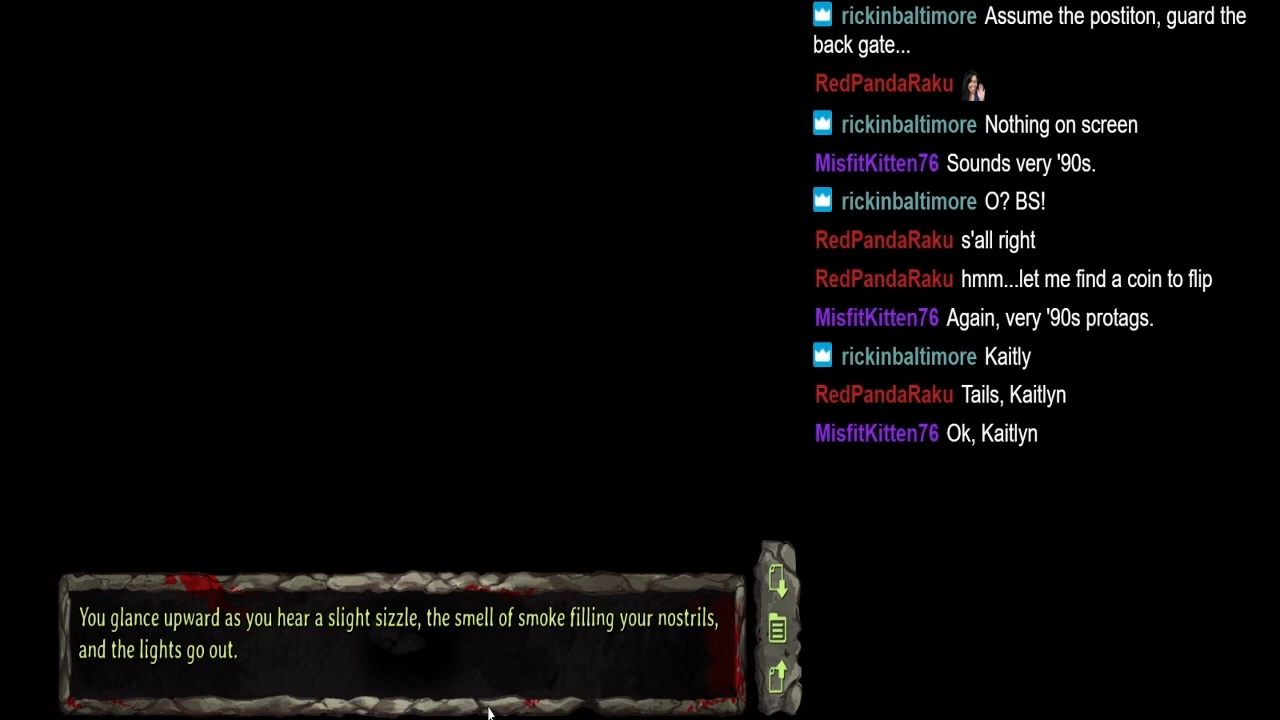 rickinbaltimore Assume the postiton, guard the
back gate...
RedPandaRaku
rickinbaltimore Nothing on screen
MisfitKitten76 Sounds very '90s.
rickinbaltimore O? BS!
RedPandaRaku s'all right
RedPandaRaku hmm...let me find a coin to flip
MisfitKitten76 Again, very '90s protags.
rickinbaltimore Kaitly
RedPandaRaku Tails, Kaitlyn
MisfitKitten76 Ok, Kaitlyn
You glance upward as you hear a slight sizzle, the smell of smoke filling your nostrils,
and the lights go out.